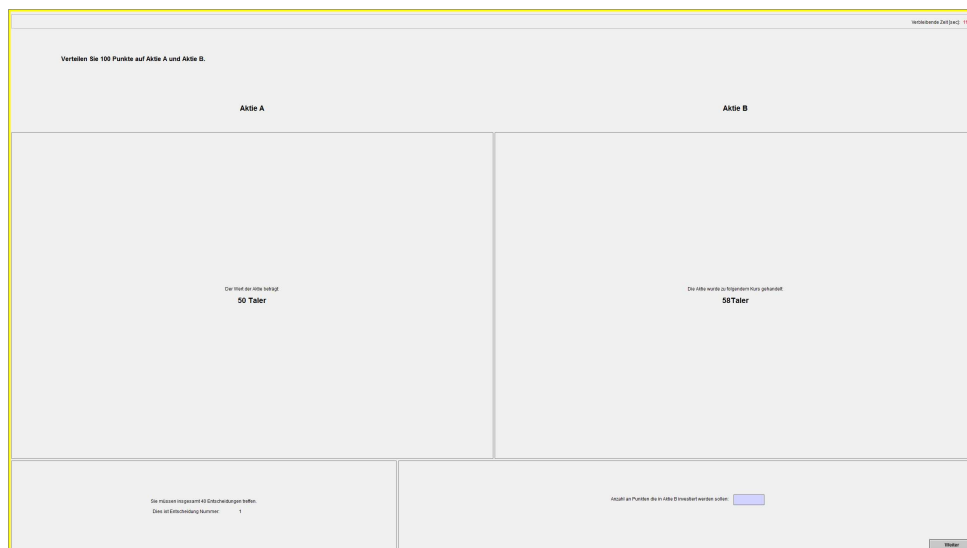 Verbleibende Zeit [sec]:
Verteilen Sie 100 Punkte auf Aktie A und Aktie B.
Aktie A
Aktie B
Der Wert der Aktie beträgt
50 Taler
Die Aktie wurde zu folgendem Kurs gehandelt
58Taler
Sie müssen insgesamt 40 Entscheidungen treffen.
Dies ist Entscheidung Nummer: 1
Anzahl an Punkten die in Aktie B investiert werden sollen:
Weiter